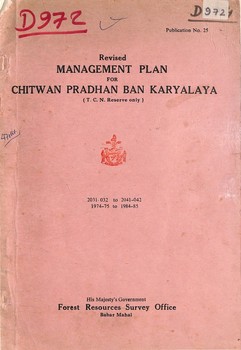 D972
D972
Publication No. 25
Revised
MANAGEMENT PLAN
FOR
CHITWAN PRADHAN BAN KARYALAYA
( T. C. N. Reserve only )
2031-032 to 2041-042
1974-75 to 1984-85
His Majesty's Government
Forest Resources Survey Office
Babar Mahal